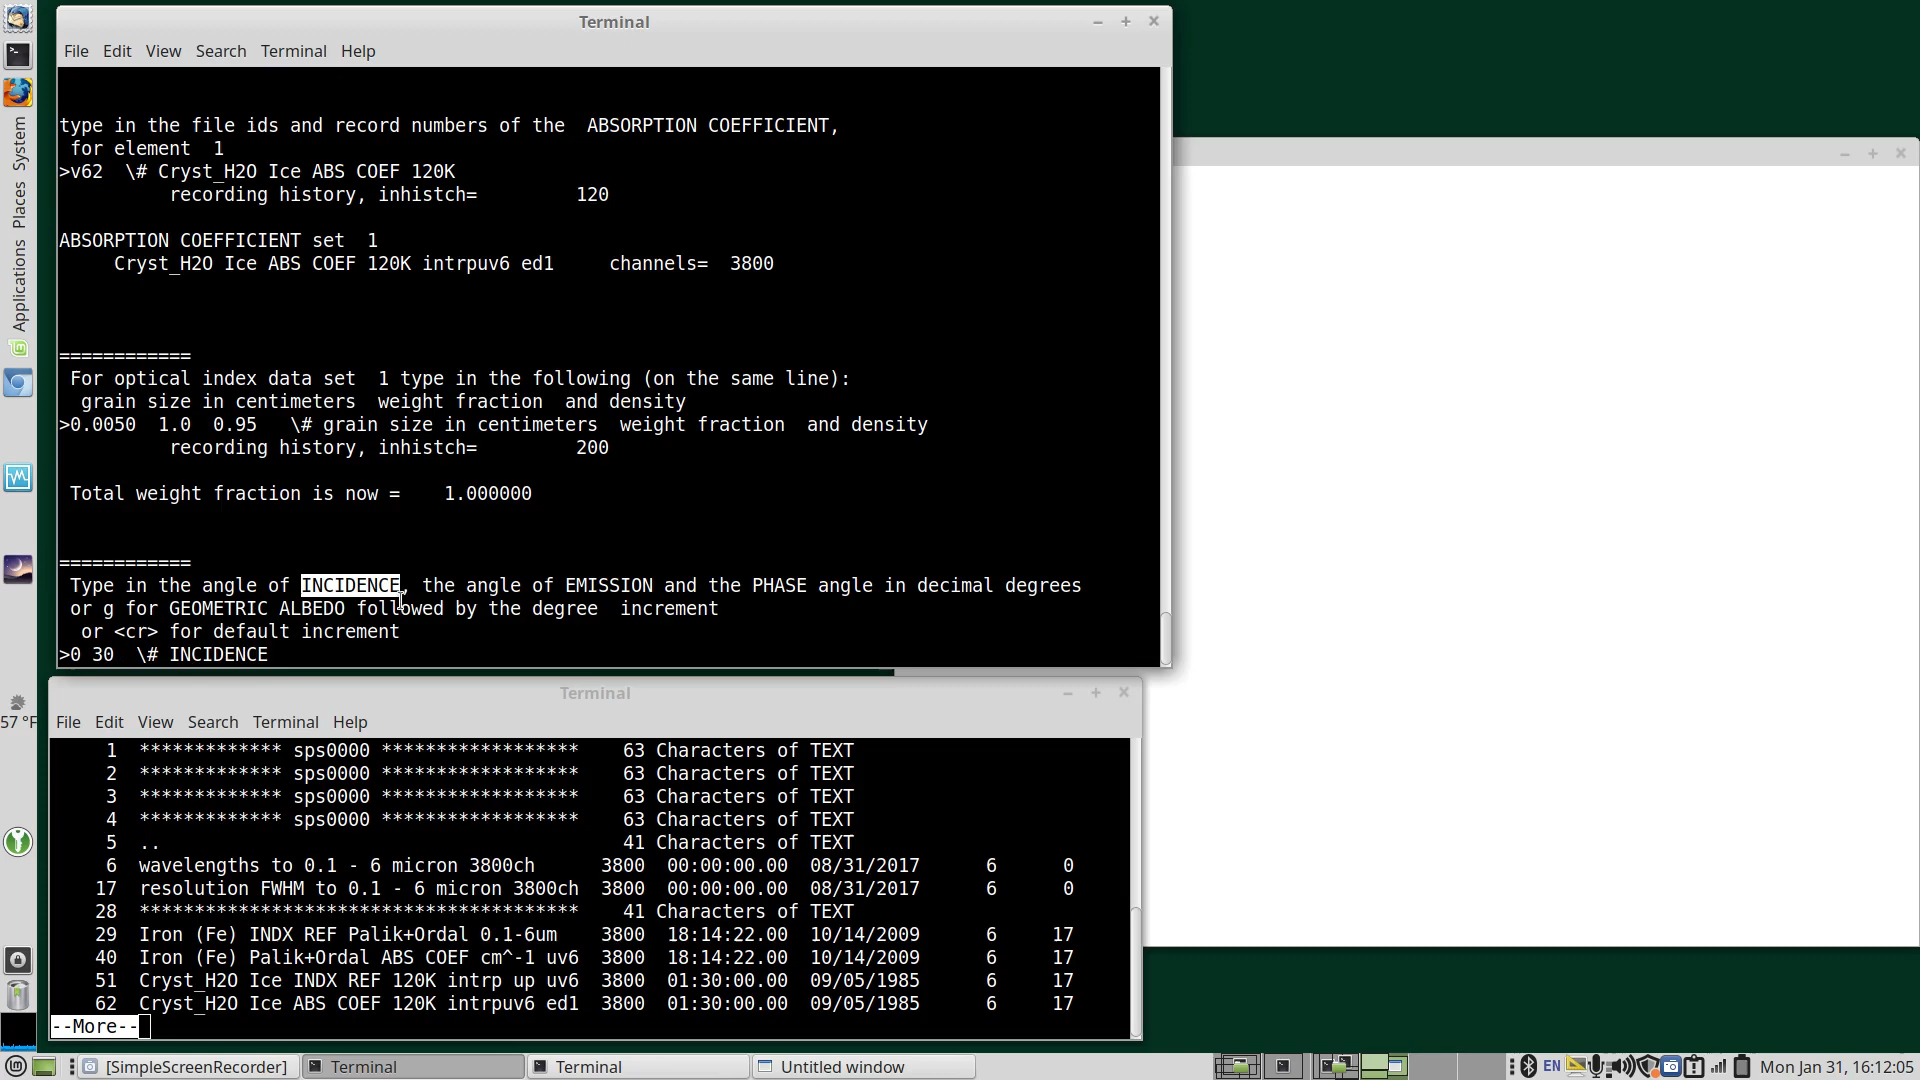 Terminal
File Edit View Search Terminal Help
type in the file ids and record numbers of the  ABSORPTION COEFFICIENT,
for element  1
>v62  \# Cryst_H2O Ice ABS COEF 120K
recording history, inhistch=         120
ABSORPTION COEFFICIENT set  1
Cryst_H2O Ice ABS COEF 120K intrpuv6 ed1     channels=  3800
============
For optical index data set  1 type in the following (on the same line):
grain size in centimeters  weight fraction  and density
>0.0050  1.0  0.95   \# grain size in centimeters  weight fraction  and density
recording history, inhistch=         200
Total weight fraction is now =    1.000000
============
Type in the angle of INCIDENCE, the angle of EMISSION and the PHASE angle in decimal degrees
or g for GEOMETRIC ALBEDO followed by the degree  increment
or <cr> for default increment
>0 30  \# INCIDENCE
Terminal
File Edit View Search Terminal Help
1  ************* sps0000 ******************    63 Characters of TEXT
2  ************* sps0000 ******************    63 Characters of TEXT
3  ************* sps0000 ******************    63 Characters of TEXT
4  ************* sps0000 ******************    63 Characters of TEXT
5  ..                                          41 Characters of TEXT
6  wavelengths to 0.1 - 6 micron 3800ch      3800  00:00:00.00  08/31/2017      6      0
17  resolution FWHM to 0.1 - 6 micron 3800ch  3800  00:00:00.00  08/31/2017      6      0
28  ****************************************    41 Characters of TEXT
29  Iron (Fe) INDX REF Palik+Ordal 0.1-6um    3800  18:14:22.00  10/14/2009      6     17
40  Iron (Fe) Palik+Ordal ABS COEF cm^-1 uv6  3800  18:14:22.00  10/14/2009      6     17
51  Cryst_H2O Ice INDX REF 120K intrp up uv6  3800  01:30:00.00  09/05/1985      6     17
62  Cryst_H2O Ice ABS COEF 120K intrpuv6 ed1  3800  01:30:00.00  09/05/1985      6     17
--More--
Applications Places System
57 °F
[SimpleScreenRecorder]
Terminal
Terminal
Untitled window
EN
Mon Jan 31, 16:12:05